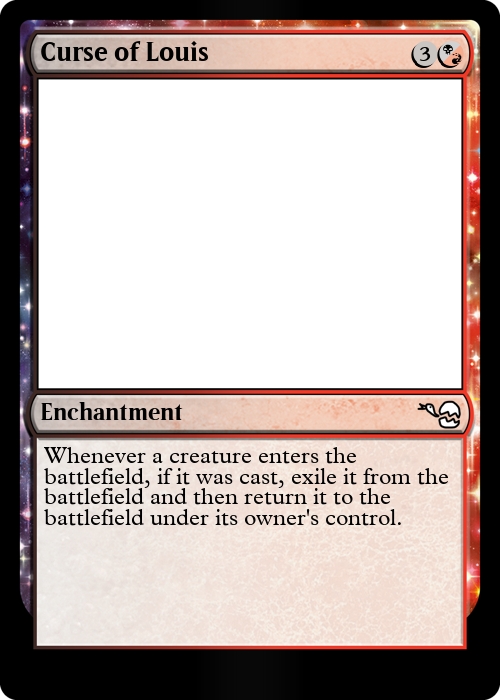 Curse of Louis
3
Enchantment
Whenever a creature enters the
battlefield, if it was cast, exile it from the
battlefield and then return it to the
battlefield under its owner's control.